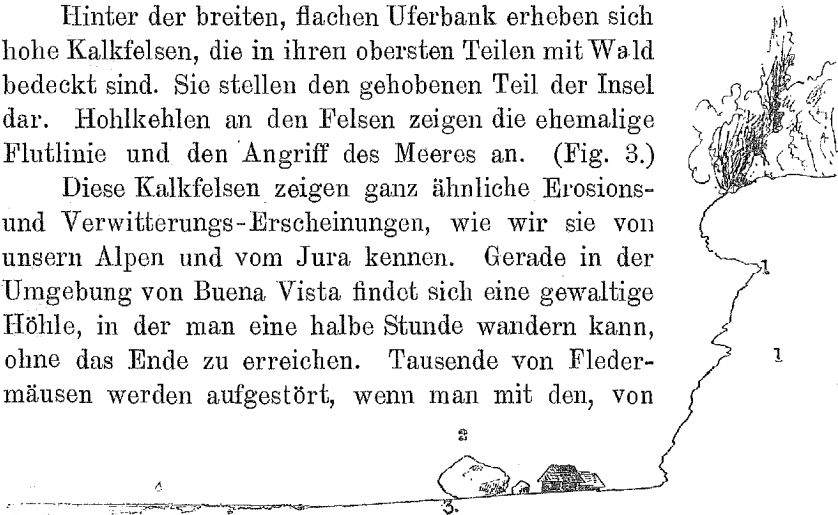 Hinter der breiten, flachen Uferbank erheben sich
hohe Kalkfelsen, die in ihren obersten Teilen mit Wald
bedeckt sind. Sie stellen den gehobenen Teil der Insel
dar. Hohlkehlen an den Felsen zeigen die ehemalige
Flutlinie und den Angriff des Meeres an. (Fig. 3.)
Diese Kalkfelsen zeigen ganz ähnliche Erosions-
und Verwitterungs-Erscheinungen, wie wir sie von
unsern Alpen und vom Jura kennen. Gerade in der
Umgebung von Buena Vista findet sich eine gewaltige
Höhle, in der man eine halbe Stunde wandern kann,
ohne das Ende zu erreichen. Tausende von Fleder-
mäusen werden aufgestört, wenn man mit den, von
1
1
2
3.